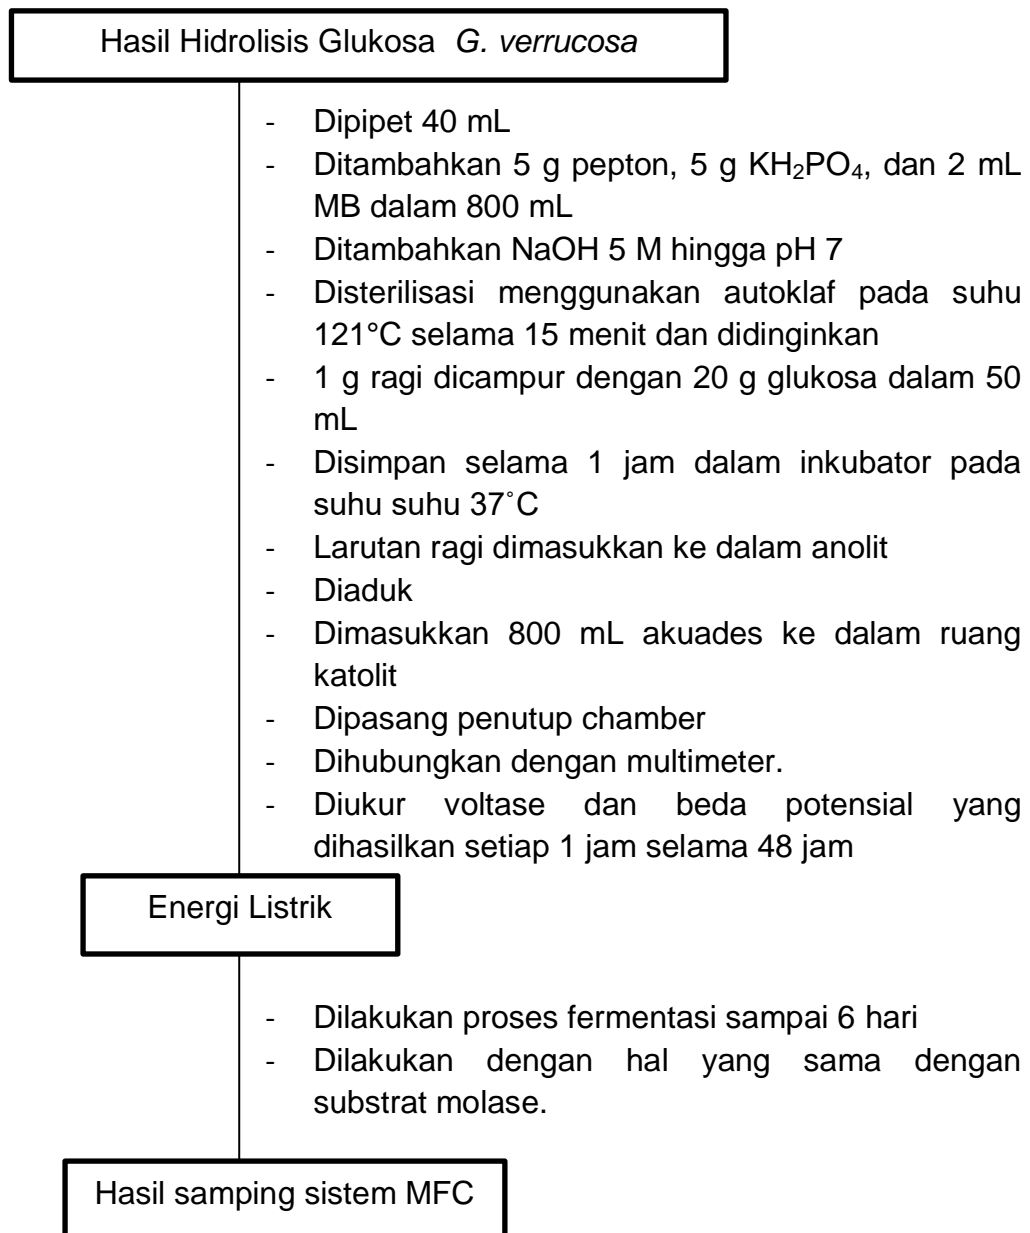 Hasil Hidrolisis Glukosa G. verrucosa
- Dipipet 40 mL
- Ditambahkan 5 g pepton, 5 g KH₂PO₄, dan 2 mL
MB dalam 800 mL
- Ditambahkan NaOH 5 M hingga pH 7
- Disterilisasi menggunakan autoklaf pada suhu
121°C selama 15 menit dan didinginkan
- 1 g ragi dicampur dengan 20 g glukosa dalam 50
mL
- Disimpan selama 1 jam dalam inkubator pada
suhu suhu 37˚C
- Larutan ragi dimasukkan ke dalam anolit
- Diaduk
- Dimasukkan 800 mL akuades ke dalam ruang
katolit
- Dipasang penutup chamber
- Dihubungkan dengan multimeter.
- Diukur voltase dan beda potensial yang
dihasilkan setiap 1 jam selama 48 jam
Energi Listrik
- Dilakukan proses fermentasi sampai 6 hari
- Dilakukan dengan hal yang sama dengan
substrat molase.
Hasil samping sistem MFC